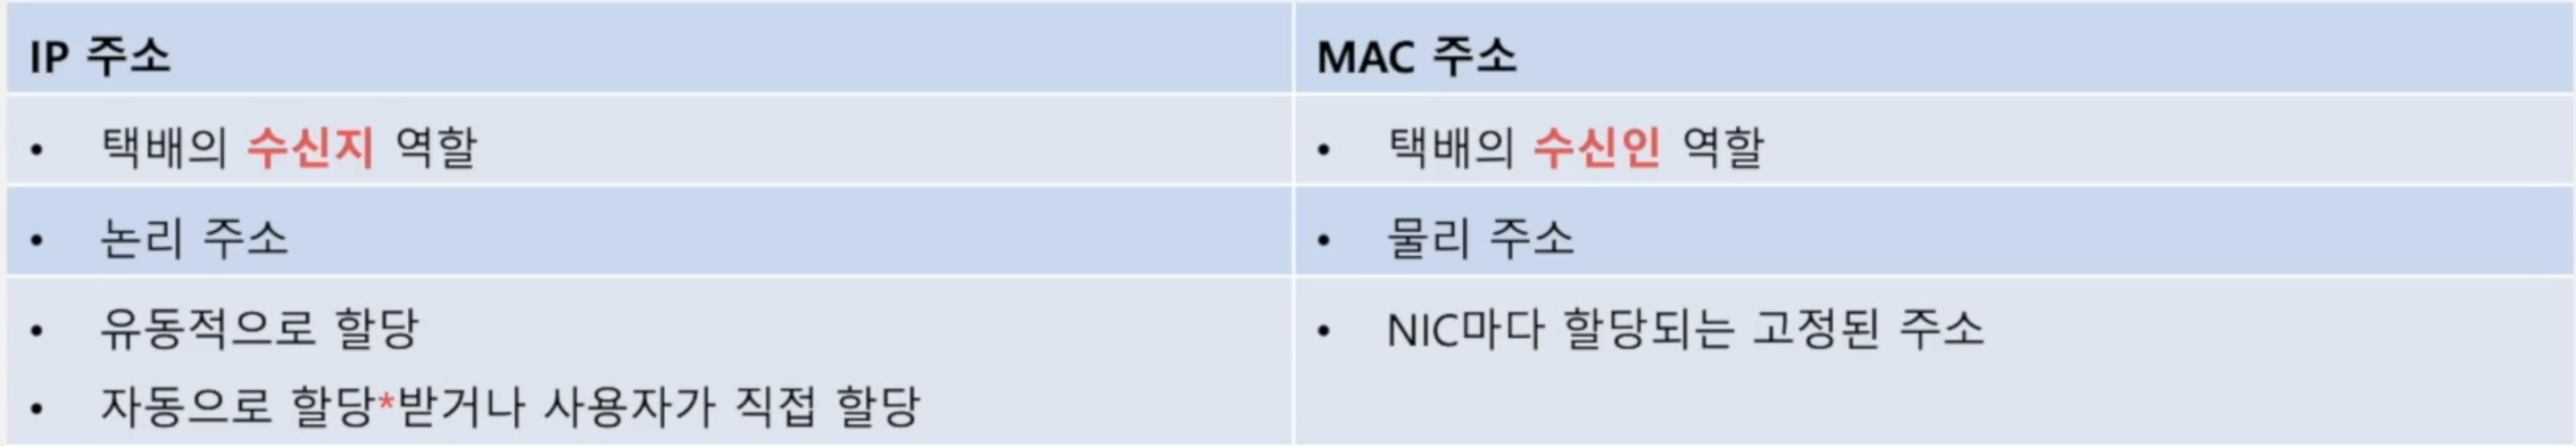 IP 주소
MAC 주소
• 택배의 수신지 역할
• 택배의 수신인 역할
• 논리 주소
• 물리 주소
• 유동적으로 할당
• 자동으로 할당*받거나 사용자가 직접 할당
• NIC마다 할당되는 고정된 주소